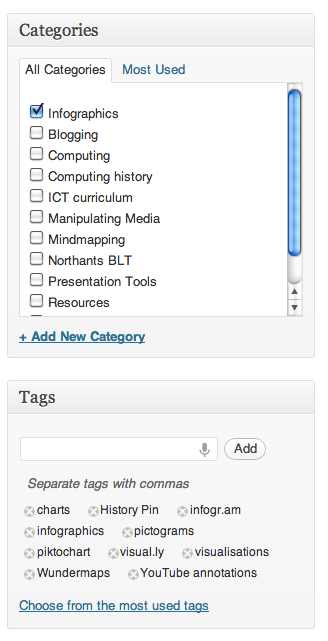 Categories
All Categories Most Used
Infographics
Blogging
Computing
Computing history
ICT curriculum
Manipulating Media
Mindmapping
Northants BLT
Presentation Tools
Resources
+ Add New Category
Tags
Add
Separate tags with commas
charts History Pin infogr.am
infographics pictograms
piktochart visual.ly visualisations
Wundermaps YouTube annotations
Choose from the most used tags